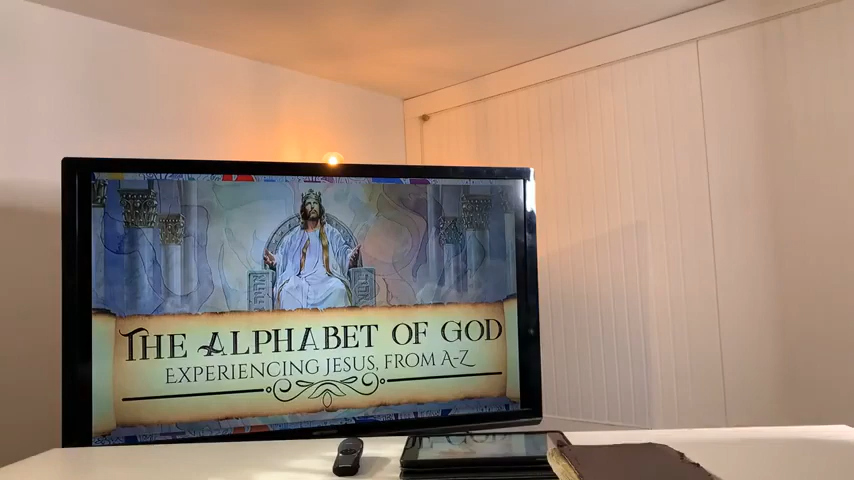 THE ALPHABET OF GOD
EXPERIENCING JESUS, FROM A-Z